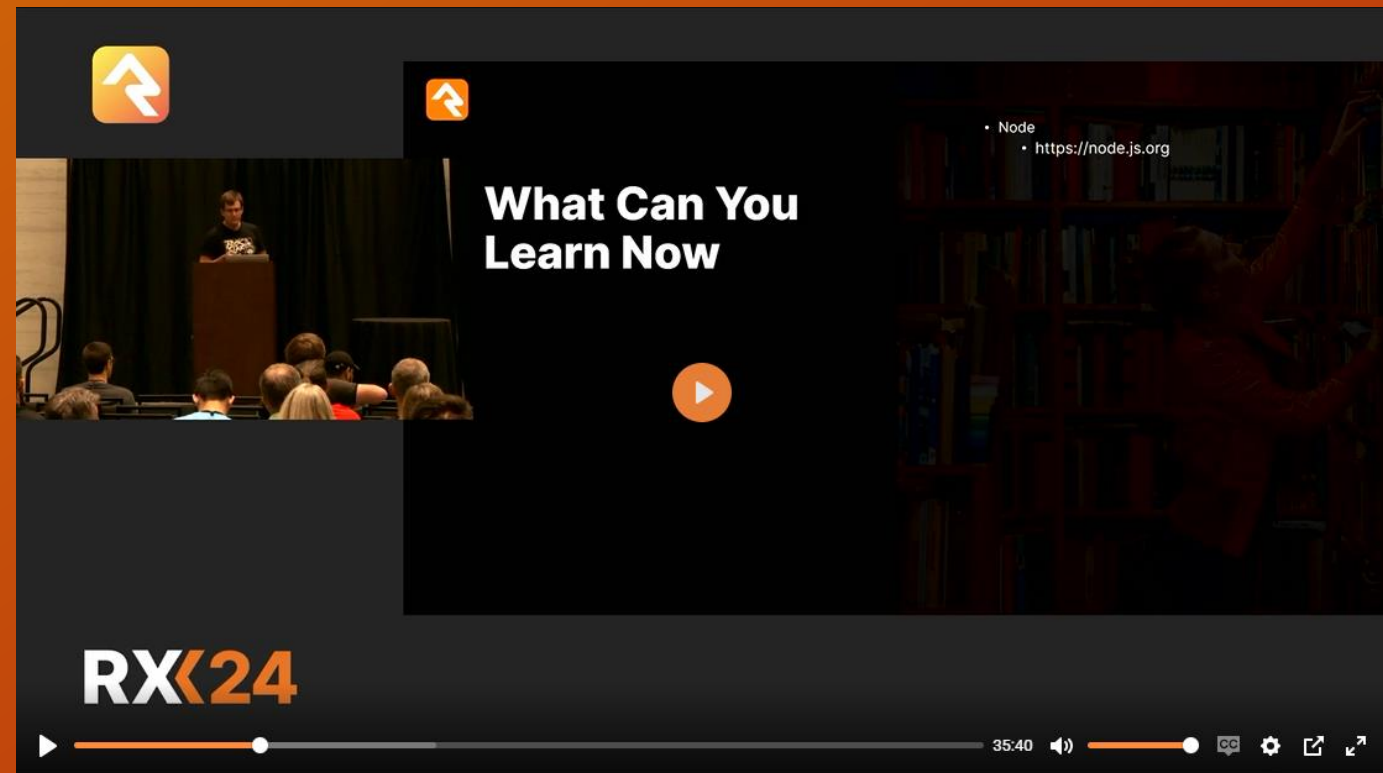 What Can You
Learn Now
• Node
• https://node.js.org
RX24
35:40
CC